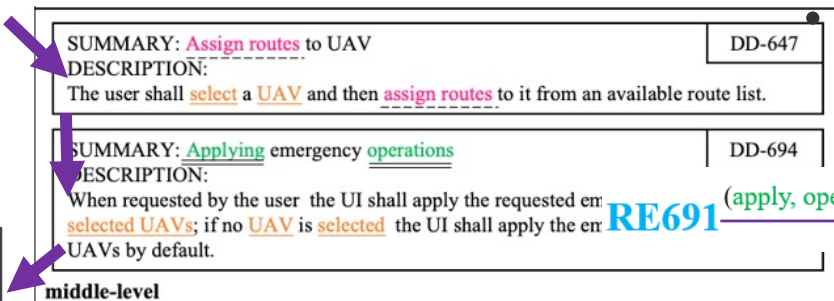 SUMMARY: Assign routes to UAV
DD-647
DESCRIPTION:
The user shall select a UAV and then assign routes to it from an available route list.
SUMMARY: Applying emergency operations
DD-694
DESCRIPTION:
When requested by the user the UI shall apply the requested em
selected UAVs; if no UAV is selected the UI shall apply the em
RE691 (apply, ope
UAVs by default.
middle-level